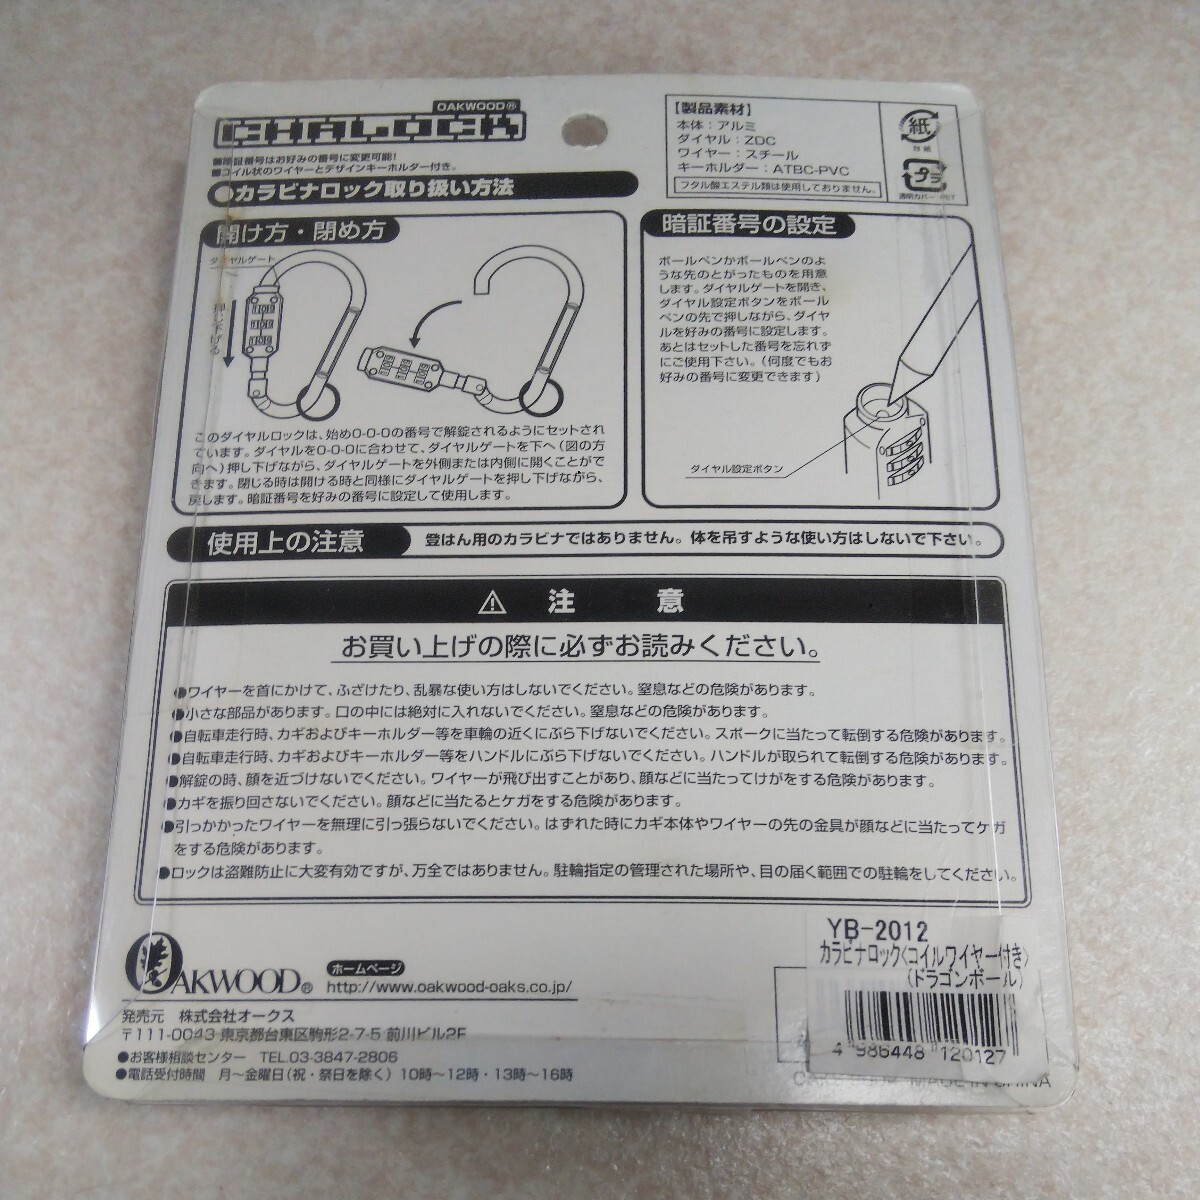 OAKWOOD®
CHALOCK
■暗証番号はお好みの番号に変更可能!
■コイル状のワイヤーとデザインキーホルダー付き。
●カラビナロック取り扱い方法
【製品素材】
本体：アルミ
ダイヤル：ZDC
ワイヤー：スチール
キーホルダー：ATBC-PVC
フタル酸エステル類は使用しておりません。
紙
台紙
プラ
透明カバー：PET
開け方・閉め方
ダイヤルゲート
押し下げる
このダイヤルロックは、始め0-0-0の番号で解錠されるようにセットされ
ています。ダイヤルを0-0-0に合わせて、ダイヤルゲートを下へ(図の方
向へ)押し下げながら、ダイヤルゲートを外側または内側に開くことがで
きます。閉じる時は開ける時と同様にダイヤルゲートを押し下げながら、
戻します。暗証番号を好みの番号に設定して使用します。
暗証番号の設定
ボールペンかボールペンのよ
うな先のとがったものを用意
します。ダイヤルゲートを開き、
ダイヤル設定ボタンをボール
ペンの先で押しながら、ダイヤ
ルを好みの番号に設定します。
あとはセットした番号を忘れず
にご使用下さい。(何度でもお
好みの番号に変更できます)
ダイヤル設定ボタン
使用上の注意
登はん用のカラビナではありません。体を吊すような使い方はしないで下さい。
⚠ 注 意
お買い上げの際に必ずお読みください。
●ワイヤーを首にかけて、ふざけたり、乱暴な使い方はしないでください。窒息などの危険があります。
●小さな部品があります。口の中には絶対に入れないでください。窒息などの危険があります。
●自転車走行時、カギおよびキーホルダー等を車輪の近くにぶら下げないでください。スポークに当たって転倒する危険があります。
●自転車走行時、カギおよびキーホルダー等をハンドルにぶら下げないでください。ハンドルが取られて転倒する危険があります。
●解錠の時、顔を近づけないでください。ワイヤーが飛び出すことがあり、顔などに当たってけがをする危険があります。
●カギを振り回さないでください。顔などに当たるとケガをする危険があります。
●引っかかったワイヤーを無理に引っ張らないでください。はずれた時にカギ本体やワイヤーの先の金具が顔などに当たってケガ
をする危険があります。
●ロックは盗難防止に大変有効ですが、万全ではありません。駐輪指定の管理された場所や、目の届く範囲での駐輪をしてください。
OAKWOOD®
ホームページ
http://www.oakwood-oaks.co.jp/
発売元 株式会社オークス
〒111-0043 東京都台東区駒形2-7-5 前川ビル2F
●お客様相談センター TEL.03-3847-2806
●電話受付時間 月〜金曜日(祝・祭日を除く) 10時〜12時・13時〜16時
YB-2012
カラビナロック<コイルワイヤー付き>
(ドラゴンボール)
4 986448 120127
MADE IN CHINA